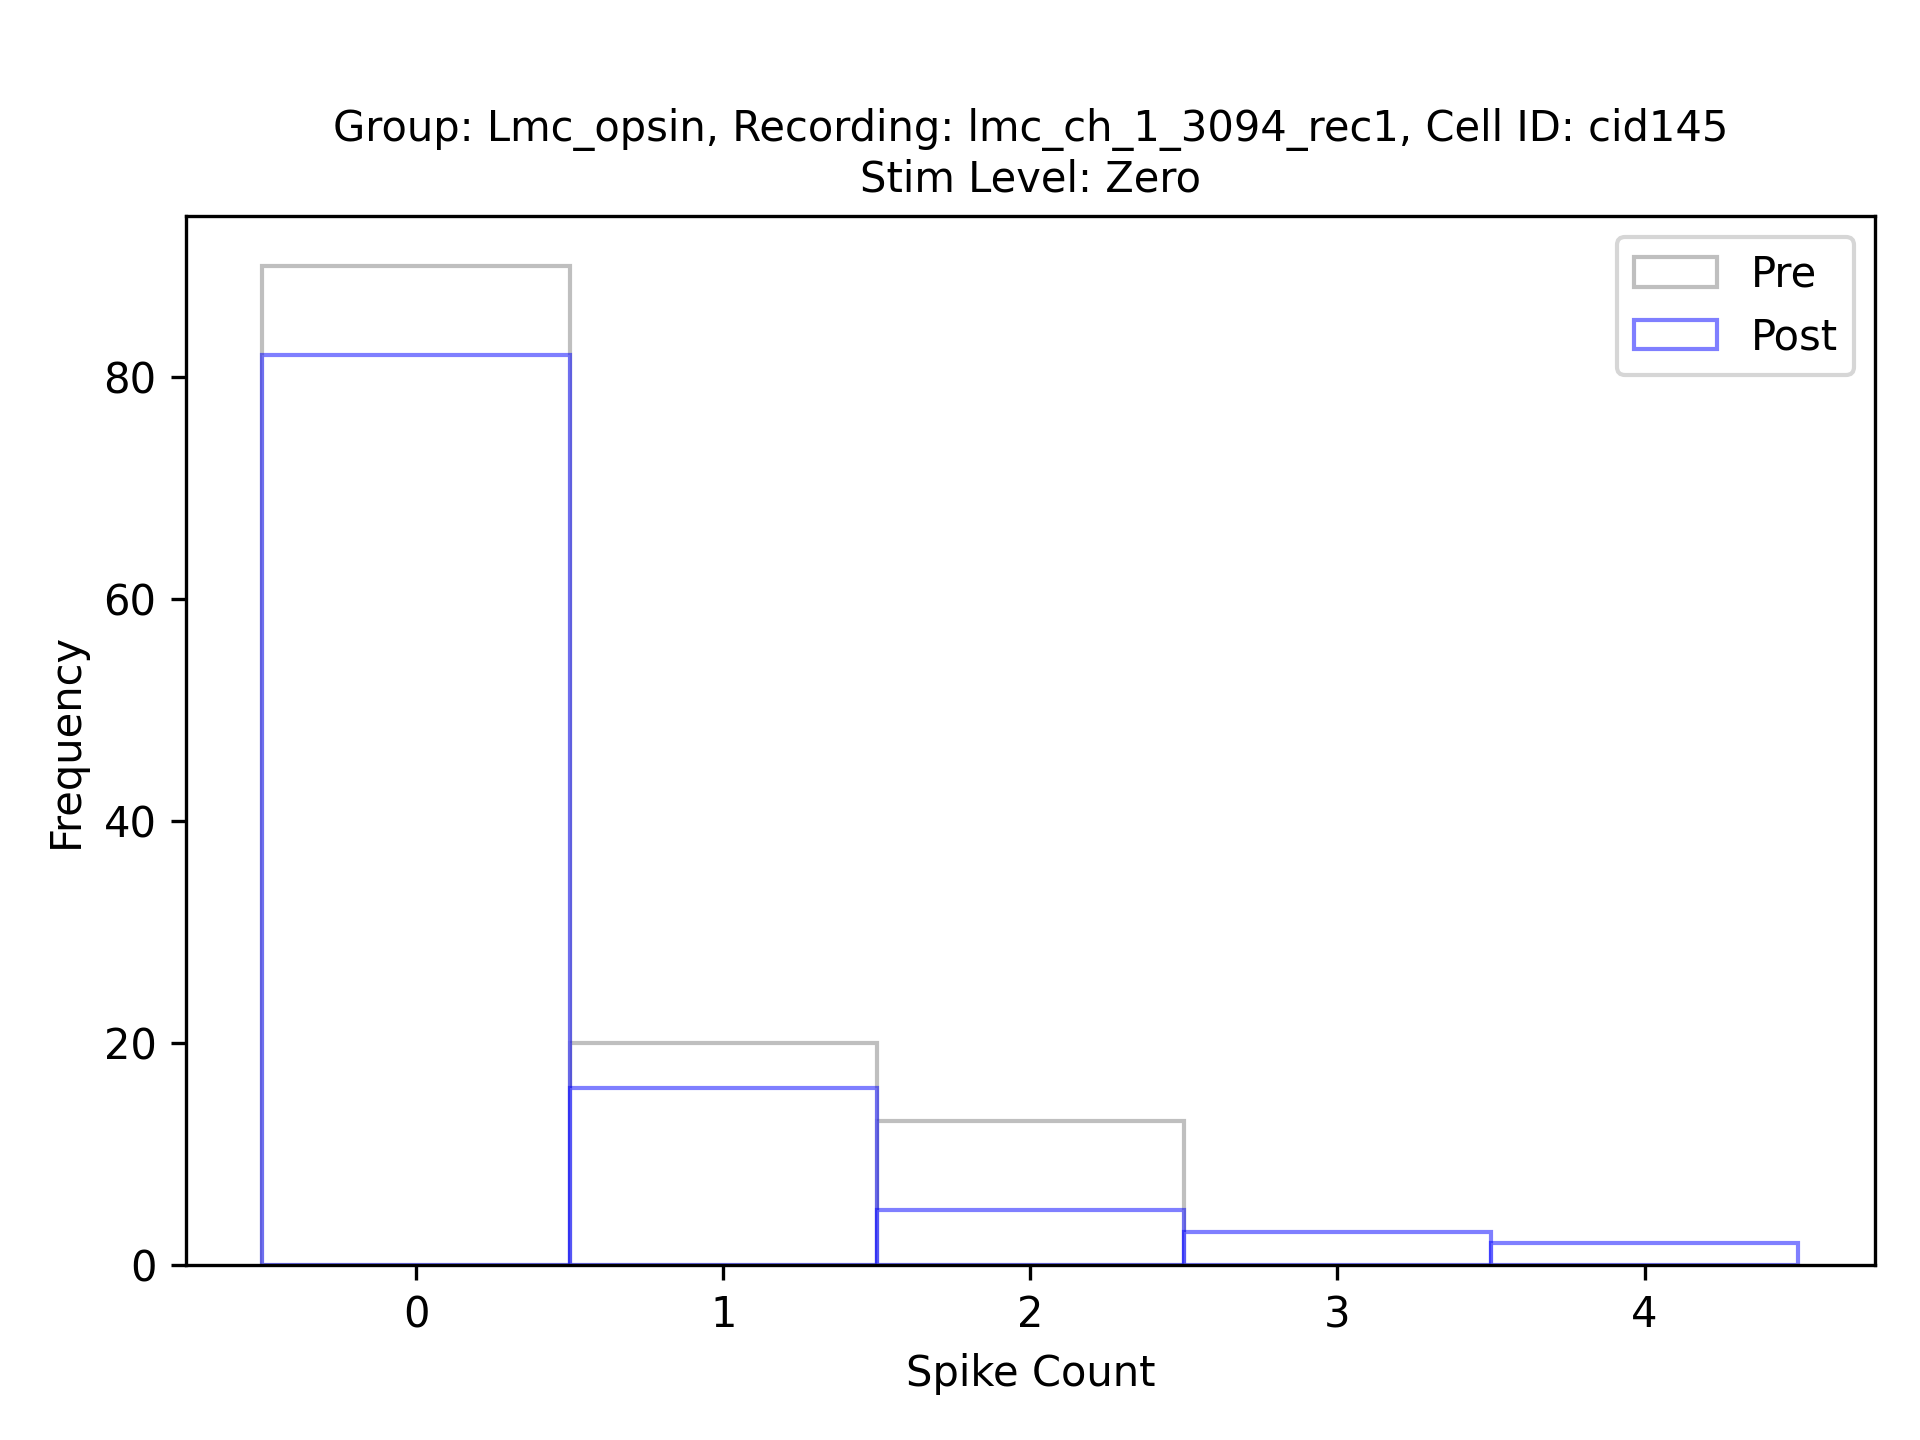 Group: Lmc_opsin, Recording: lmc_ch_1_3094_rec1, Cell ID: cid145
Stim Level: Zero
Pre
Post
80
60
40
20
0
Frequency
0 1 2 3 4
Spike Count